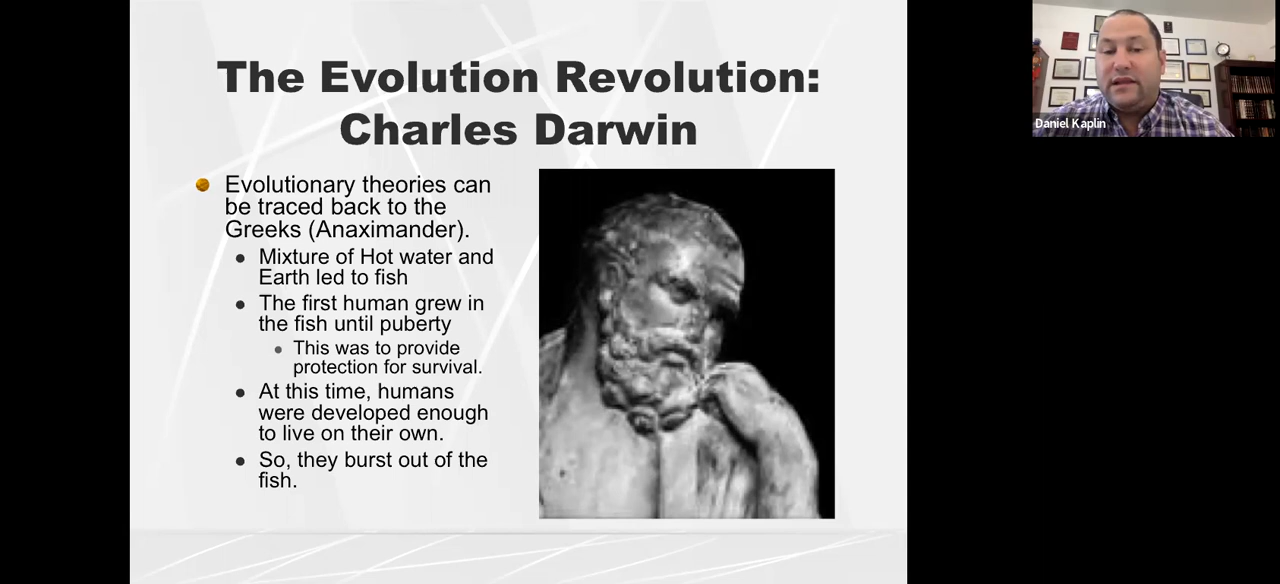 The Evolution Revolution:
Charles Darwin
Evolutionary theories can
be traced back to the
Greeks (Anaximander).
Mixture of Hot water and
Earth led to fish
The first human grew in
the fish until puberty
This was to provide
protection for survival.
At this time, humans
were developed enough
to live on their own.
So, they burst out of the
fish.
Daniel Kaplin